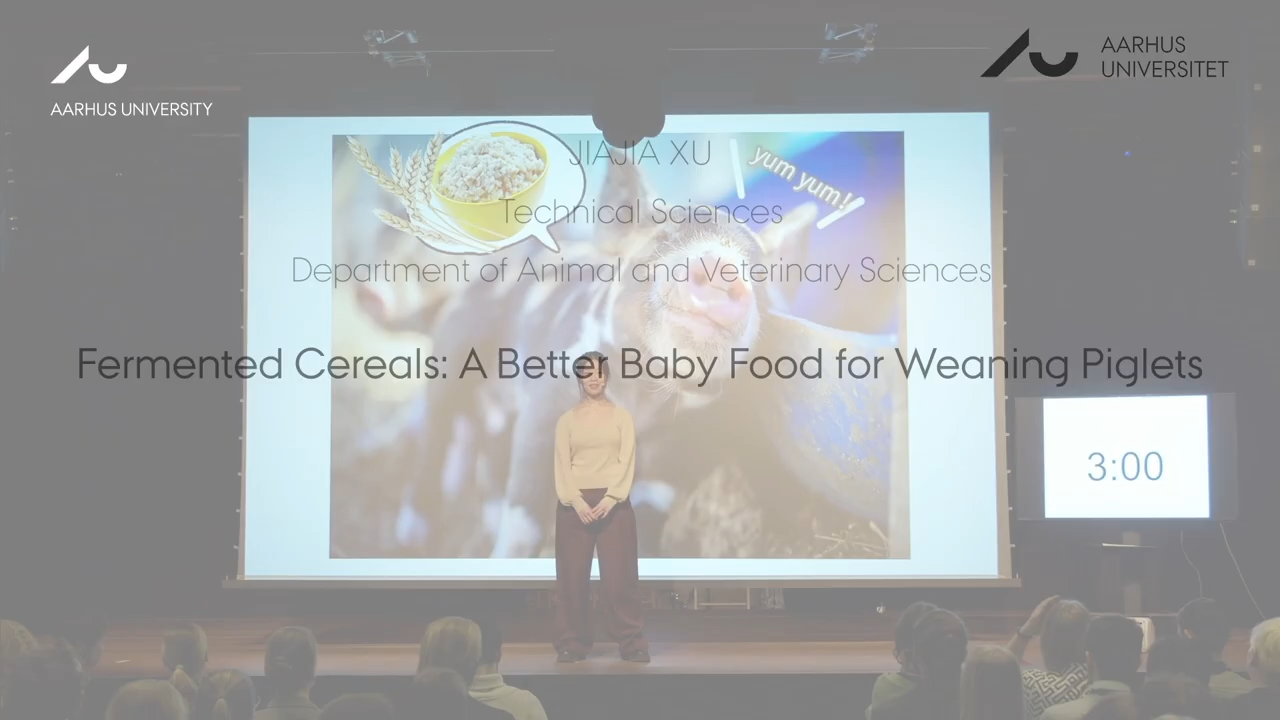 AARHUS UNIVERSITY
AARHUS
UNIVERSITET
JIAJIA XU
yum yum!
Technical Sciences
Department of Animal and Veterinary Sciences
Fermented Cereals: A Better Baby Food for Weaning Piglets
3:00